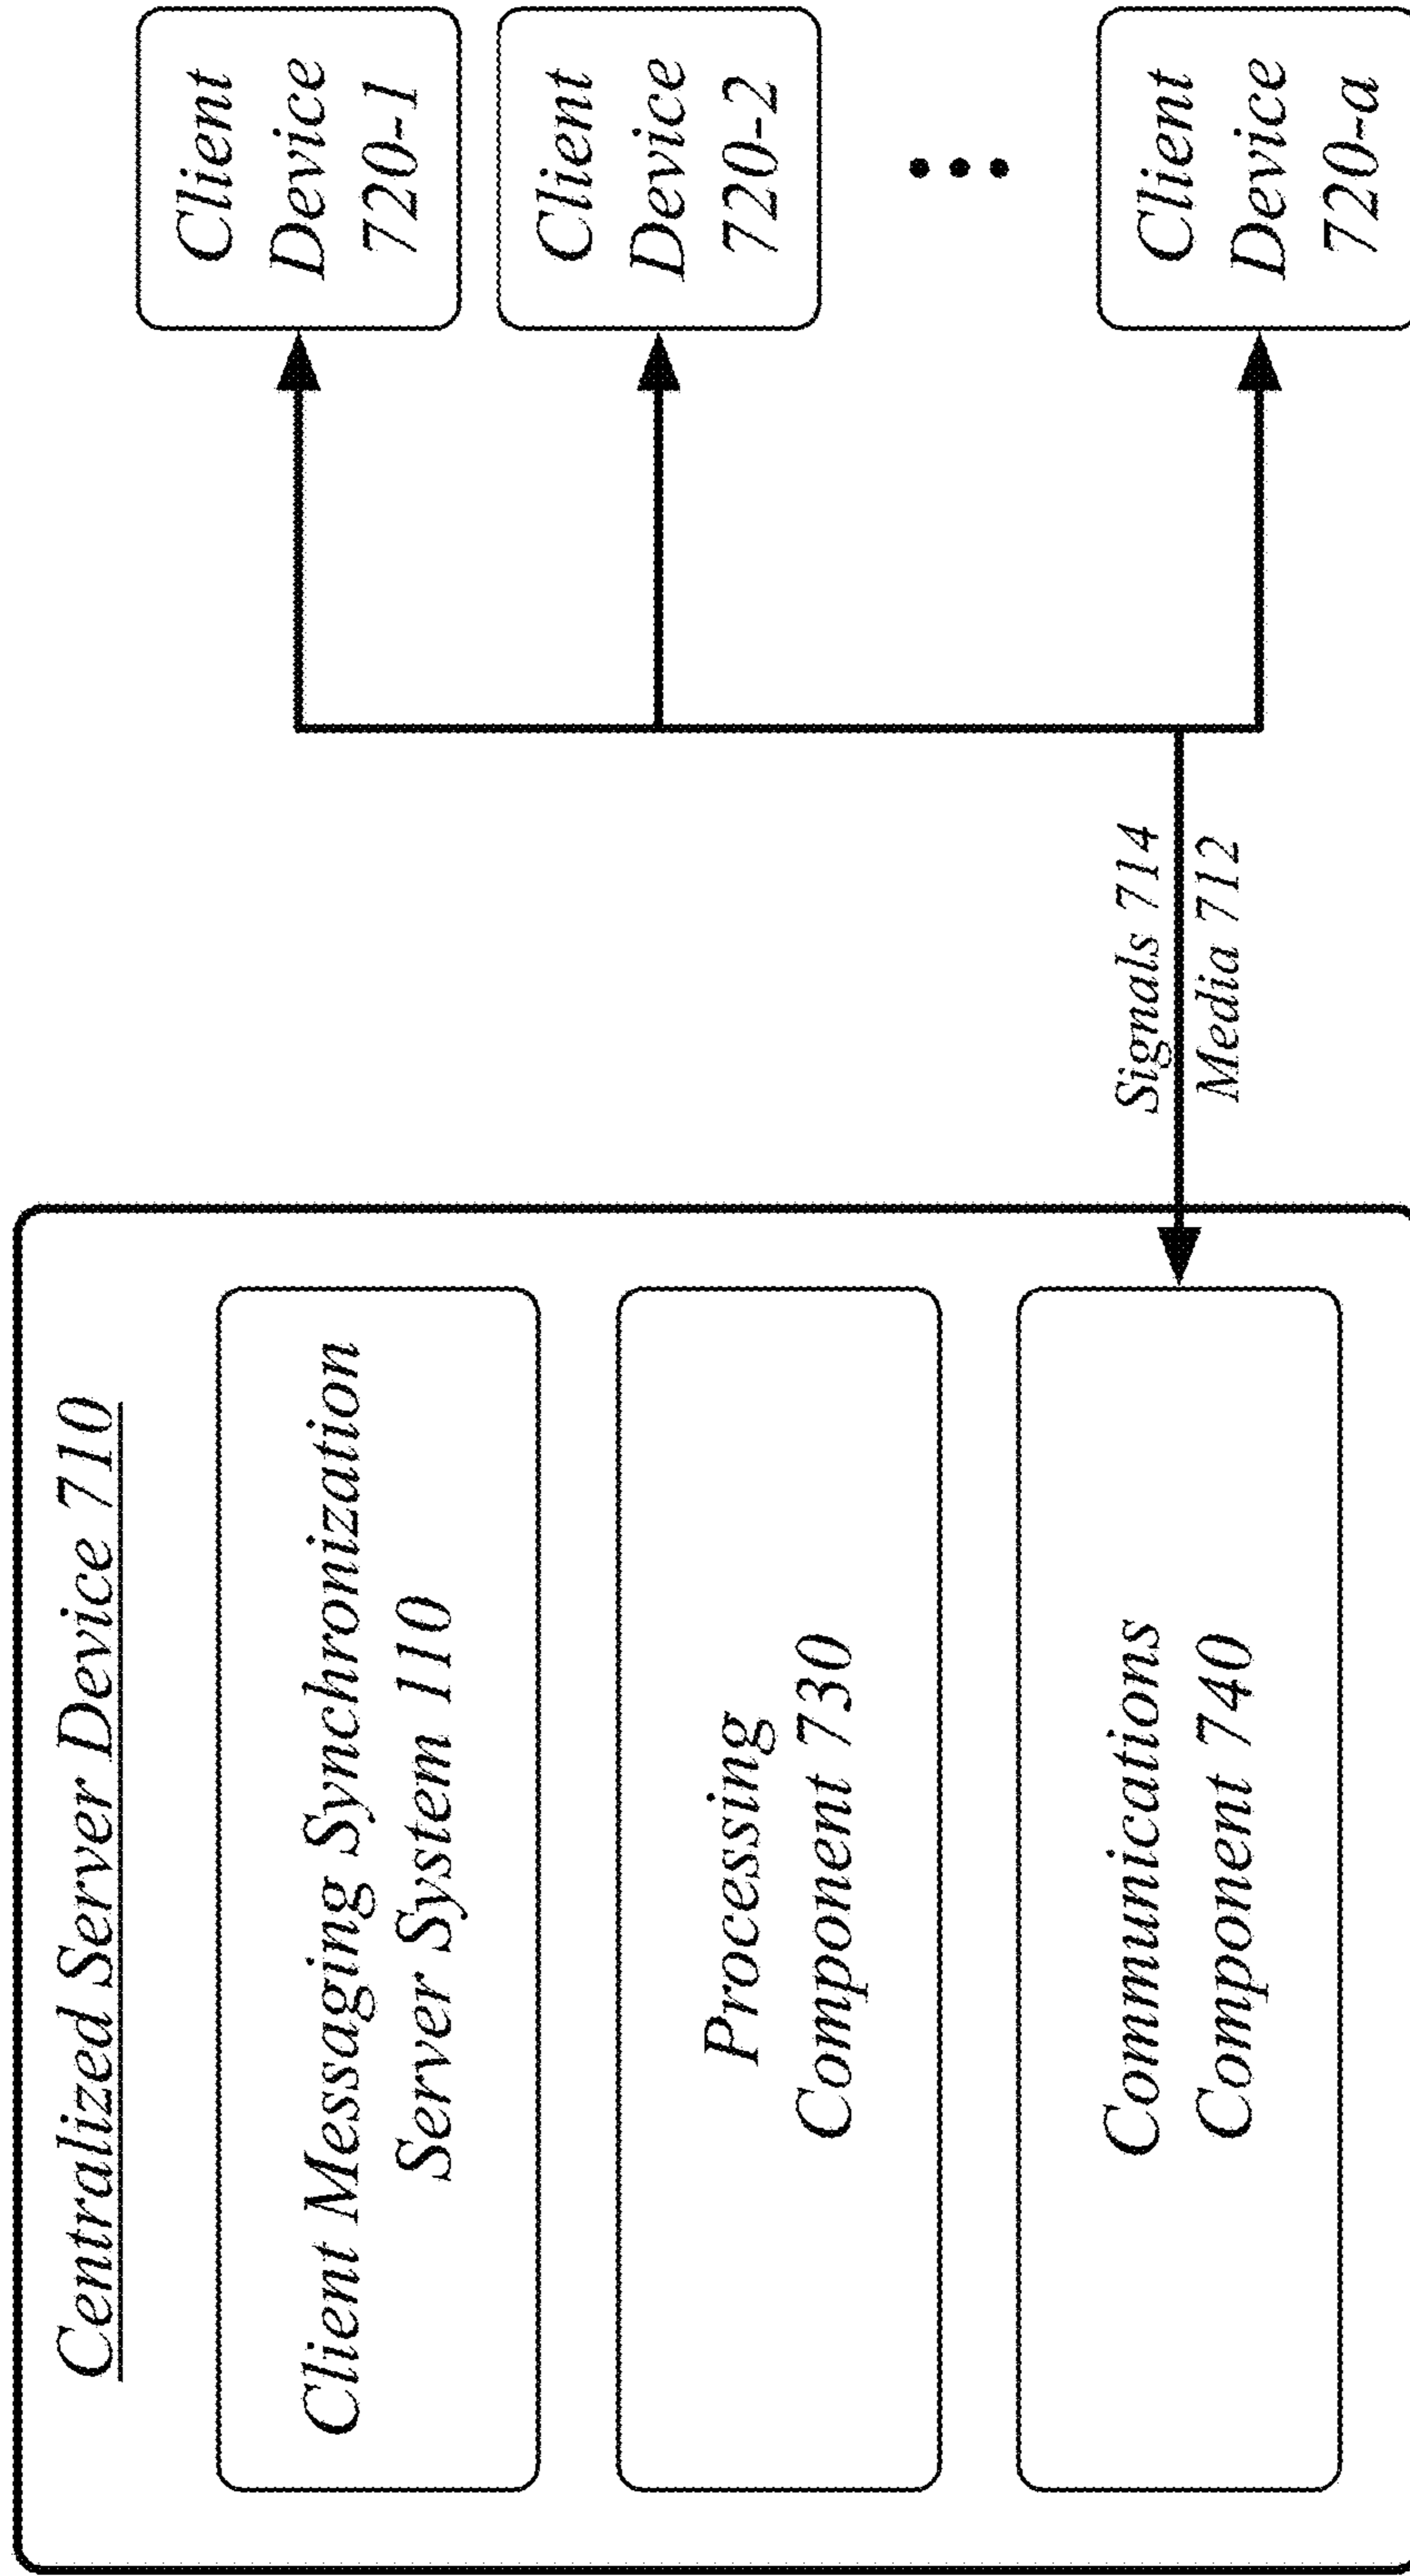 Centralized Server Device 710
Client Messaging Synchronization
Server System 110
Processing
Component 730
Communications
Component 740
Signals 714
Media 712
Client
Device
720-1
Client
Device
720-2
Client
Device
720-a